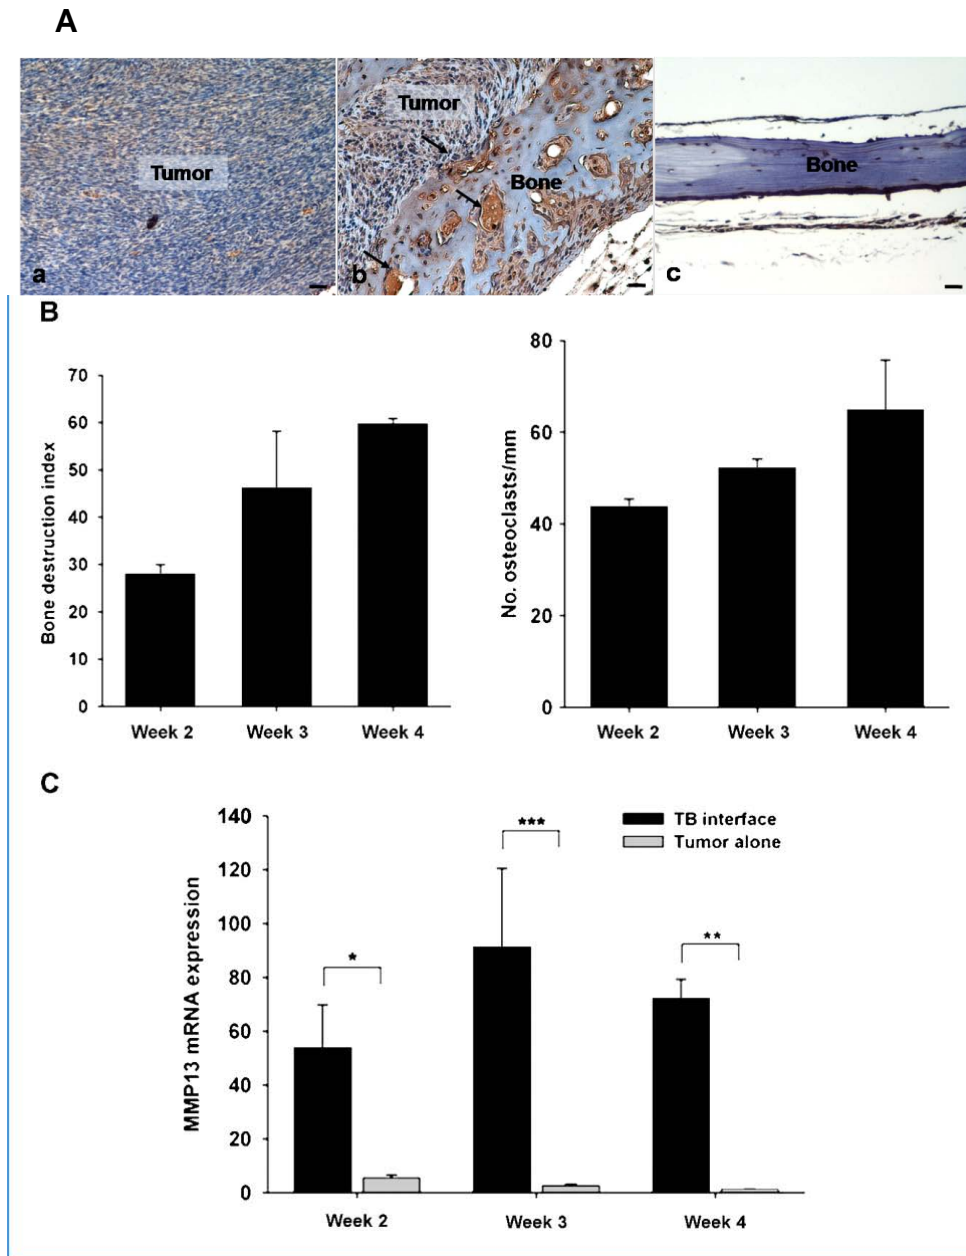 A
Tumor
a
Tumor
Bone
b
Bone
c
B
Bone destruction index
70
60
50
40
30
20
10
0
Week 2 Week 3 Week 4
No. osteoclasts/mm
80
60
40
20
0
Week 2 Week 3 Week 4
C
MMP13 mRNA expression
140
120
100
80
60
40
20
0
* *** **
TB interface
Tumor alone
Week 2 Week 3 Week 4